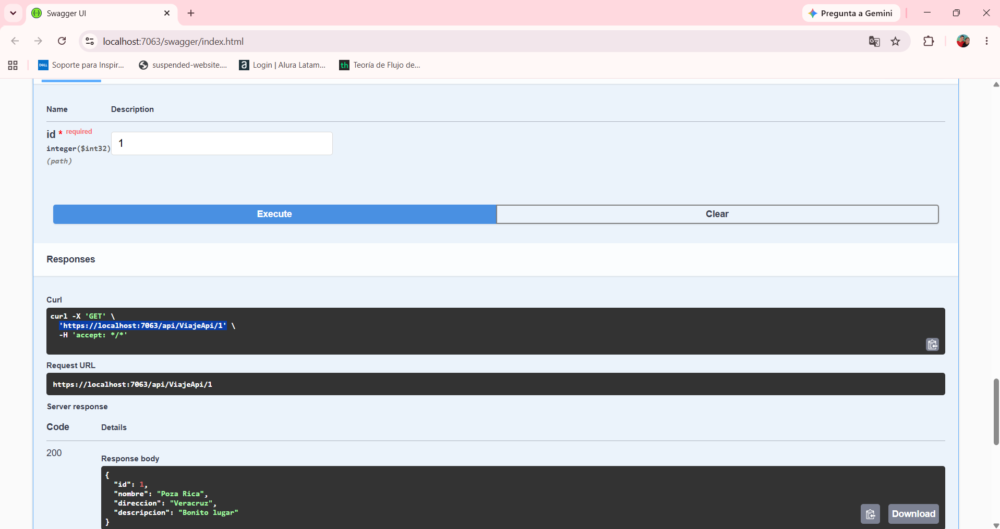 Swagger UI
Pregunta a Gemini
localhost:7063/swagger/index.html
Soporte para Inspir...
suspended-website....
Login | Alura Latam...
th Teoría de Flujo de...
Name Description
id * required
1
integer($int32)
(path)
Execute Clear
Responses
Curl
curl -X 'GET' \
'https://localhost:7063/api/ViajeApi/1' \
-H 'accept: */*'
Request URL
https://localhost:7063/api/ViajeApi/1
Server response
Code Details
200
Response body
{
"id": 1,
"nombre": "Poza Rica",
"direccion": "Veracruz",
"descripcion": "Bonito lugar"
}
Download